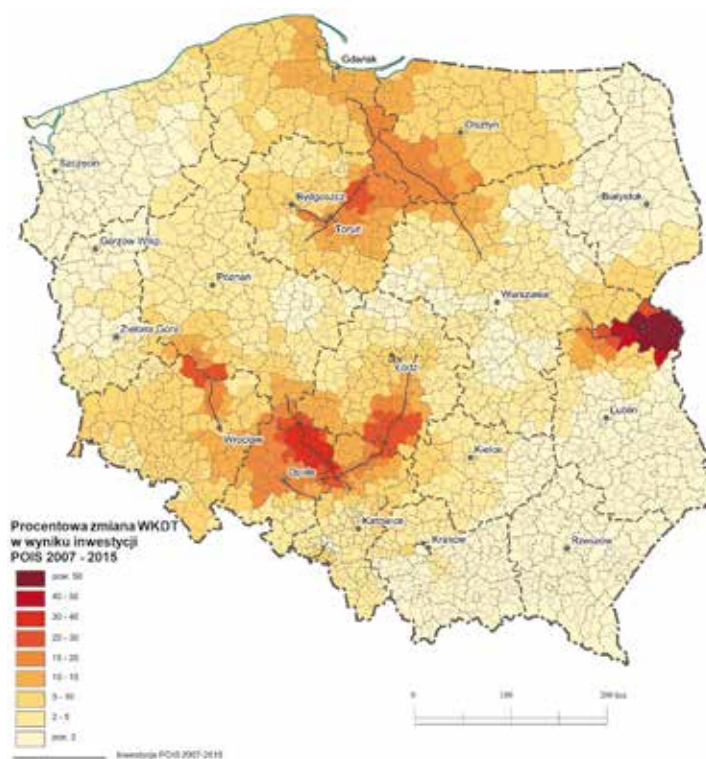 Gdańsk
Olsztyn
Szczecin
Bydgoszcz
Białystok
Toruń
Gorzów Wlkp.
Poznań
Warszawa
Zielona Góra
Łódź
Lublin
Wrocław
Opole
Kielce
Katowice
Kraków
Rzeszów
Procentowa zmiana WKDT
w wyniku inwestycji
POIS 2007 - 2015
pow. 50
40 - 50
30 - 40
20 - 30
15 - 20
10 - 15
5 - 10
2 - 5
pon. 2
Inwestycje POIS 2007-2015
0 100 200 km